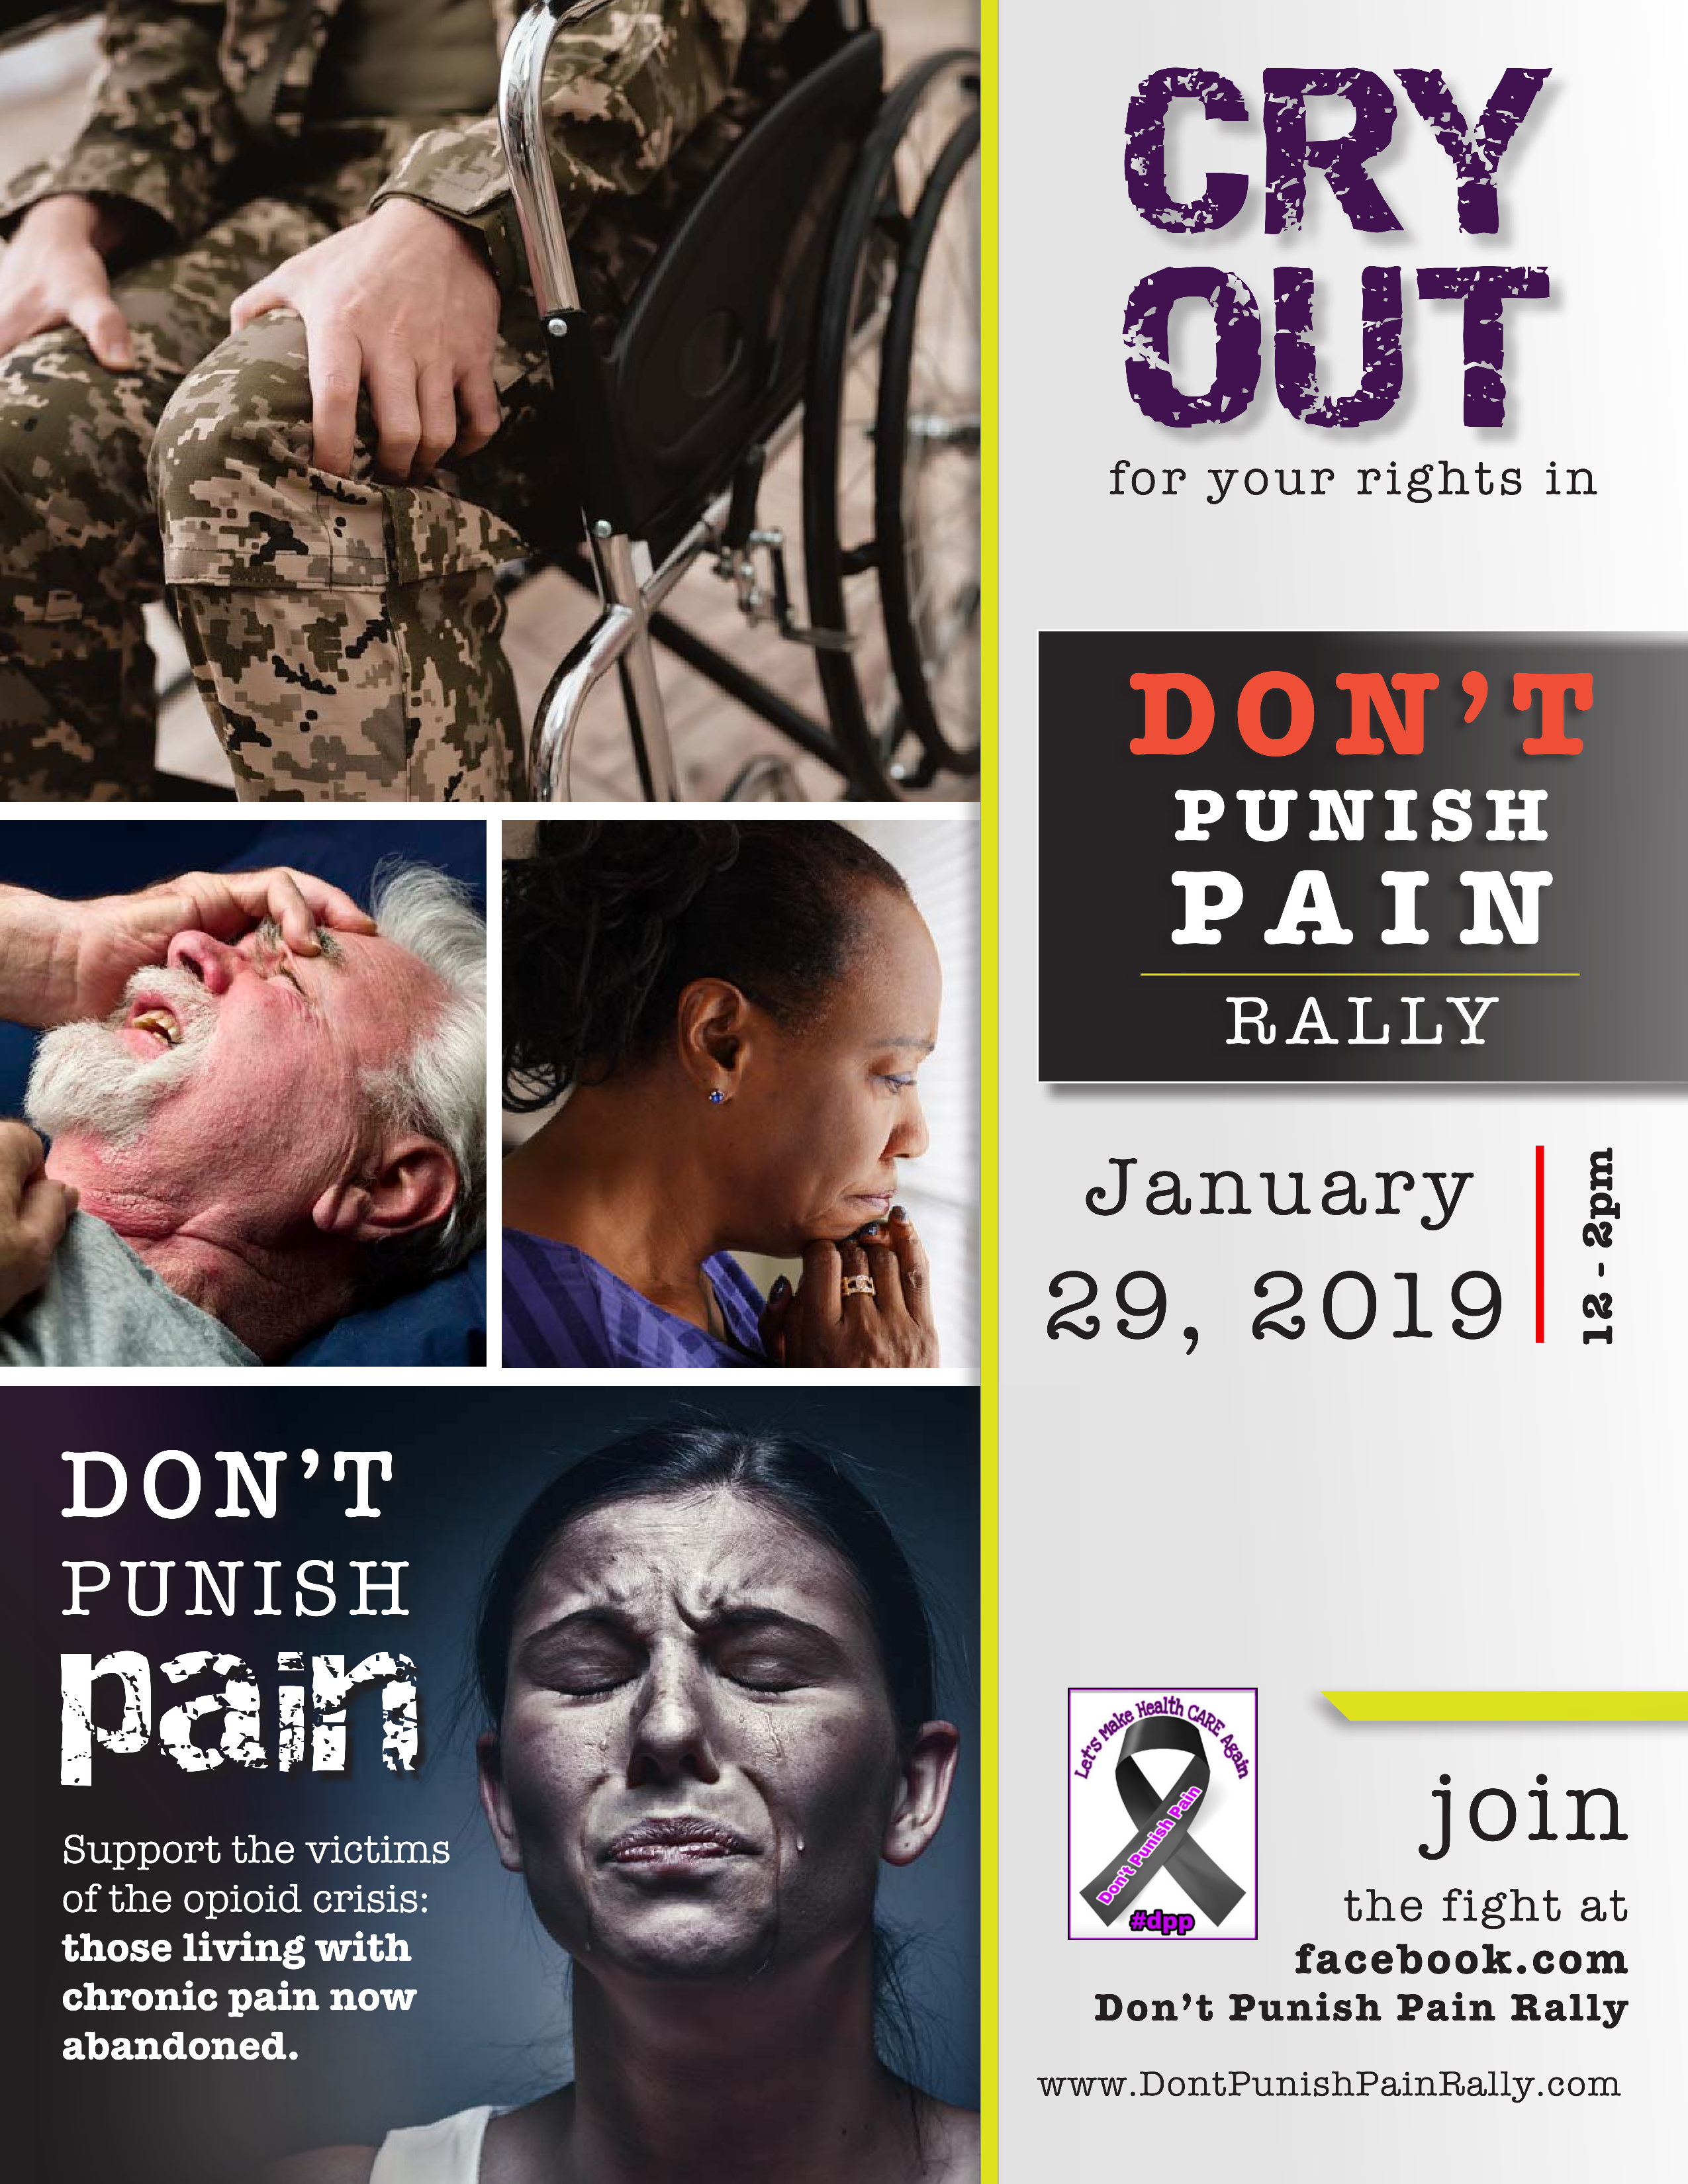 CRY
OUT
for your rights in
DON'T
PUNISH
PAIN
RALLY
January
29, 2019
12 - 2pm
DON'T
PUNISH
pain
Support the victims
of the opioid crisis:
those living with
chronic pain now
abandoned.
Let's Make Health CARE Again
Don't Punish Pain
#dpp
join
the fight at
facebook.com
Don't Punish Pain Rally
www.DontPunishPainRally.com